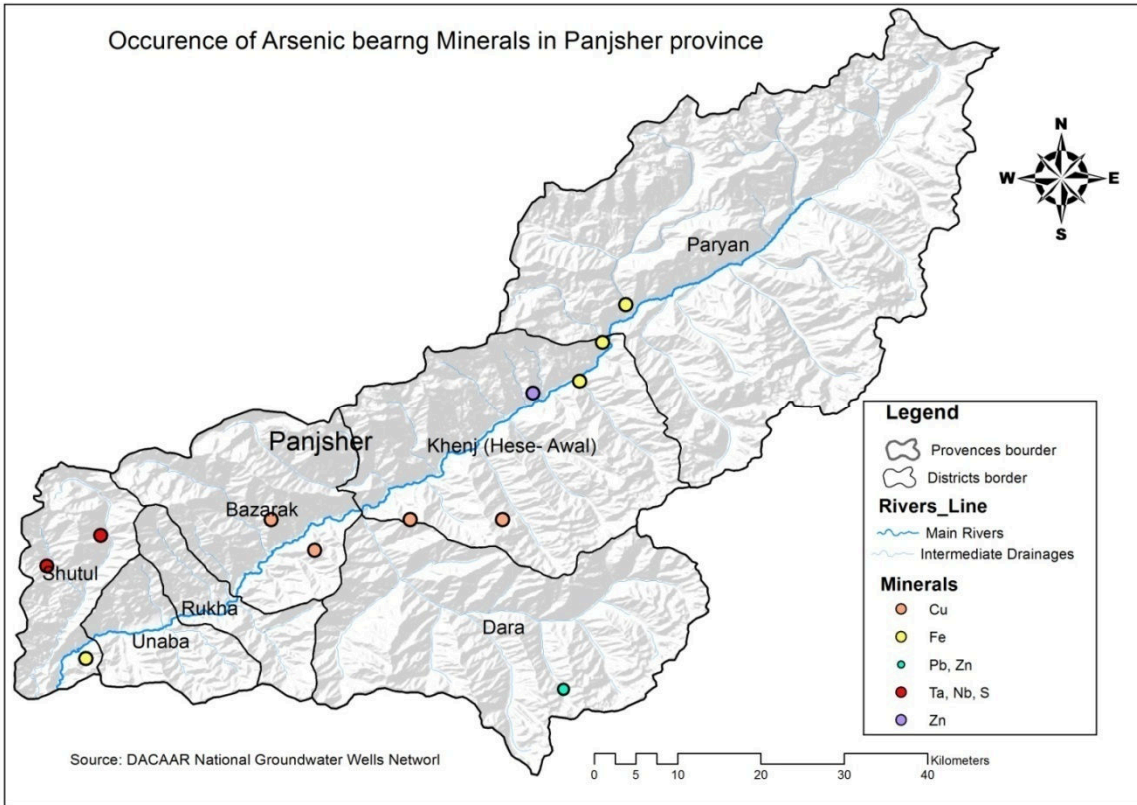 Occurence of Arsenic bearng Minerals in Panjsher province
N
W
E
S
Paryan
Panjsher
Khenj (Hese- Awal)
Bazarak
Shutul
Rukha
Unaba
Dara
Legend
Provences bourder
Districts border
Rivers_Line
Main Rivers
Intermediate Drainages
Minerals
Cu
Fe
Pb, Zn
Ta, Nb, S
Zn
Source: DACAAR National Groundwater Wells Networl
Kilometers
0 5 10 20 30 40